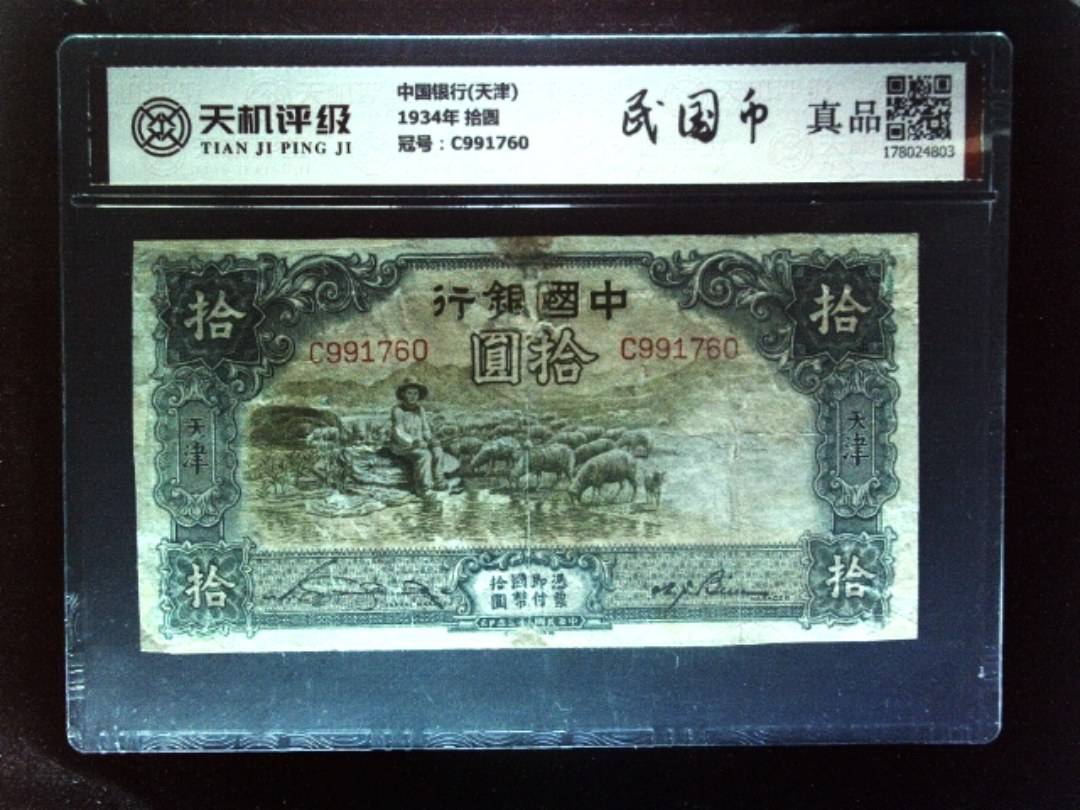 天机评级
TIAN JI PING JI
中国银行(天津)
1934年 拾圆
冠号：C991760
民国币
真品
178024803
行銀國中
圓拾
C991760
C991760
拾
拾
天津
天津
拾
拾
憑票
即付
國幣
拾圓